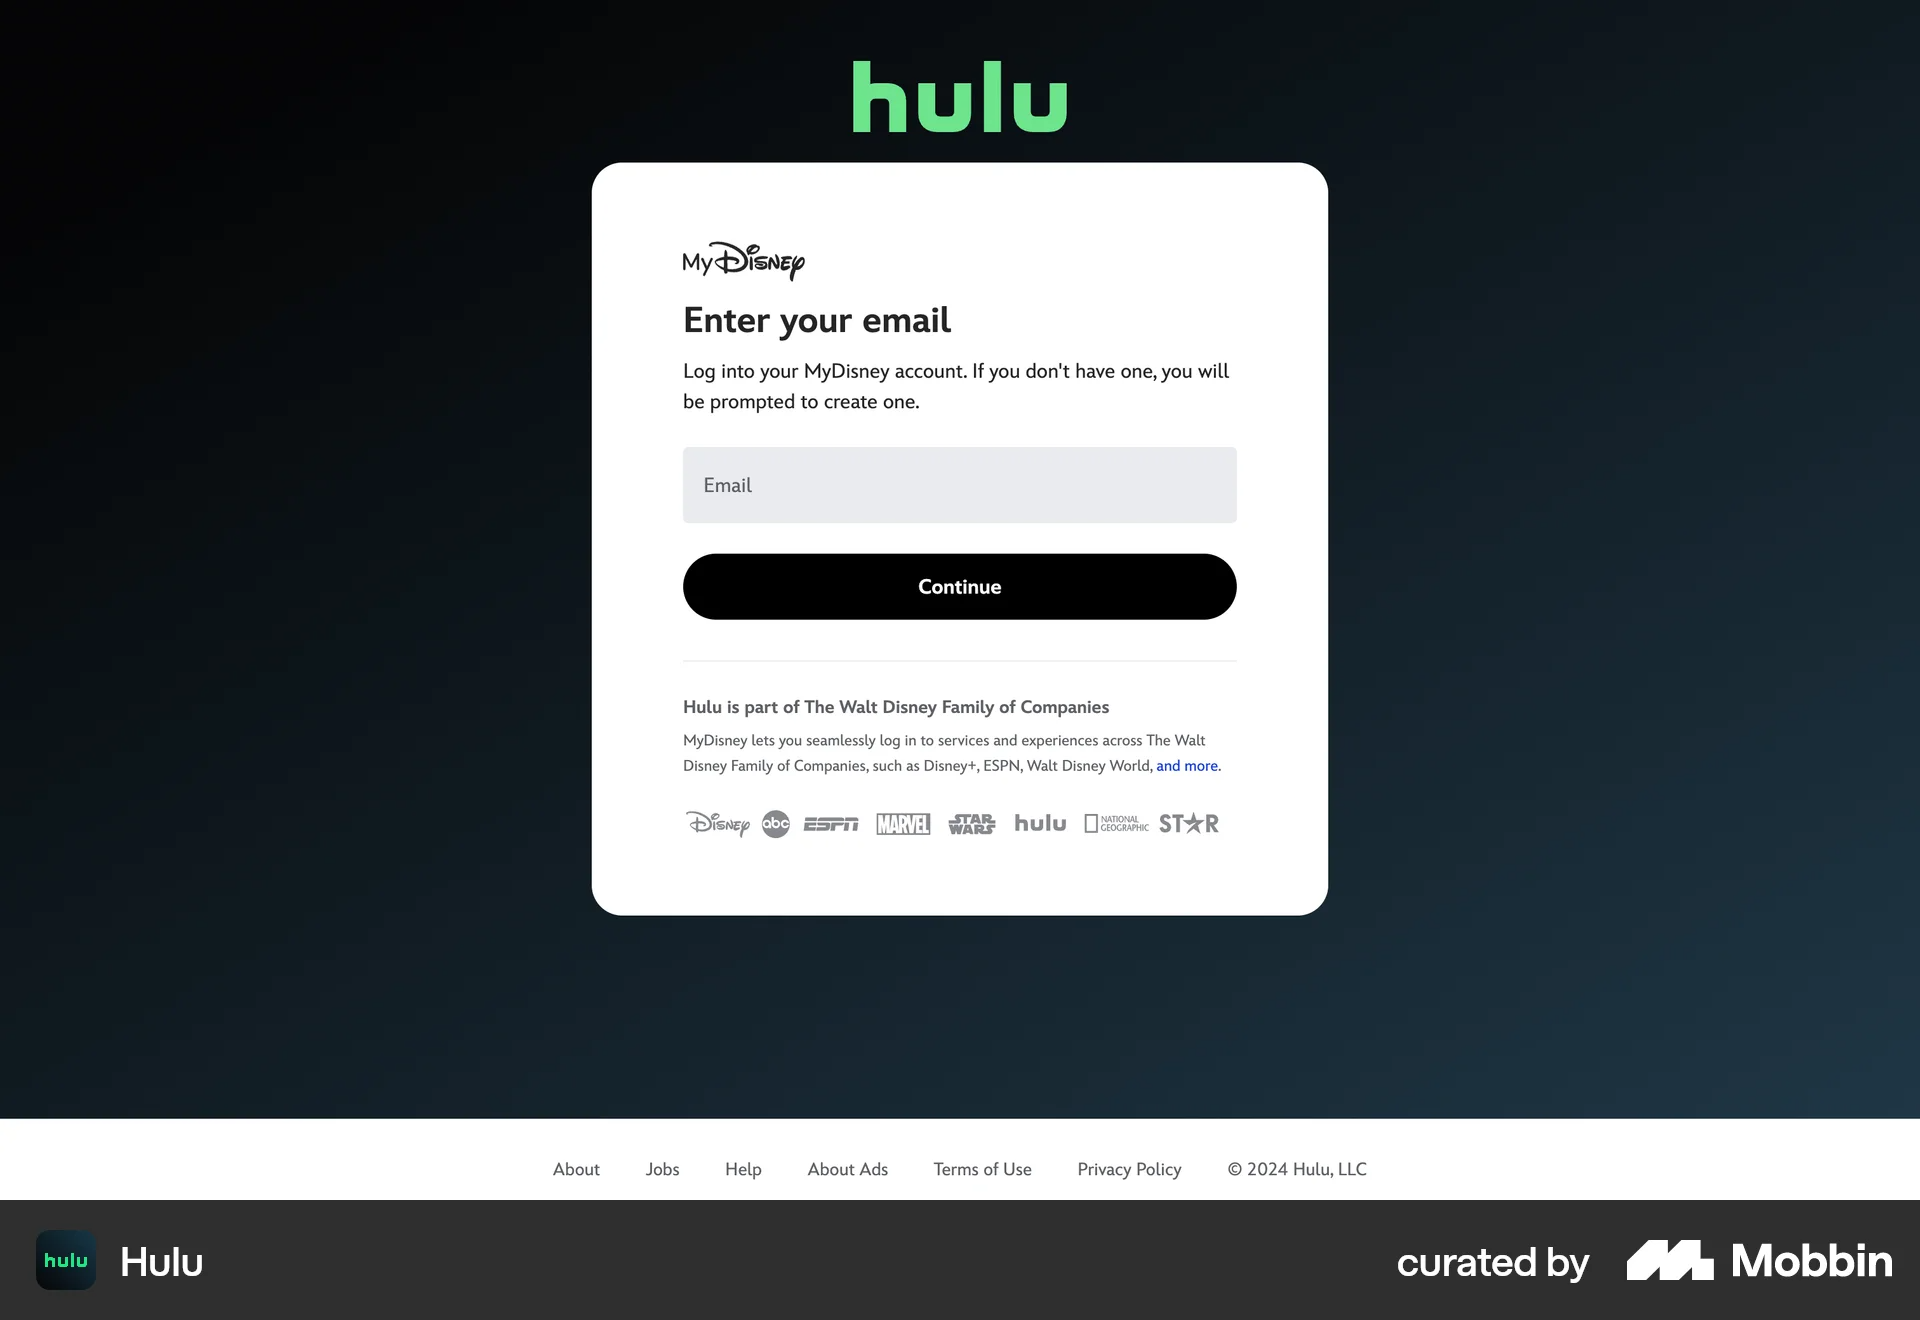 hulu
My Disney
Enter your email
Log into your MyDisney account. If you don't have one, you will
be prompted to create one.
Email
Continue
Hulu is part of The Walt Disney Family of Companies
MyDisney lets you seamlessly log in to services and experiences across The Walt
Disney Family of Companies, such as Disney+, ESPN, Walt Disney World, and more.
Disney abc ESPN MARVEL STAR WARS hulu NATIONAL GEOGRAPHIC STAR
About Jobs Help About Ads Terms of Use Privacy Policy © 2024 Hulu, LLC
hulu Hulu curated by Mobbin